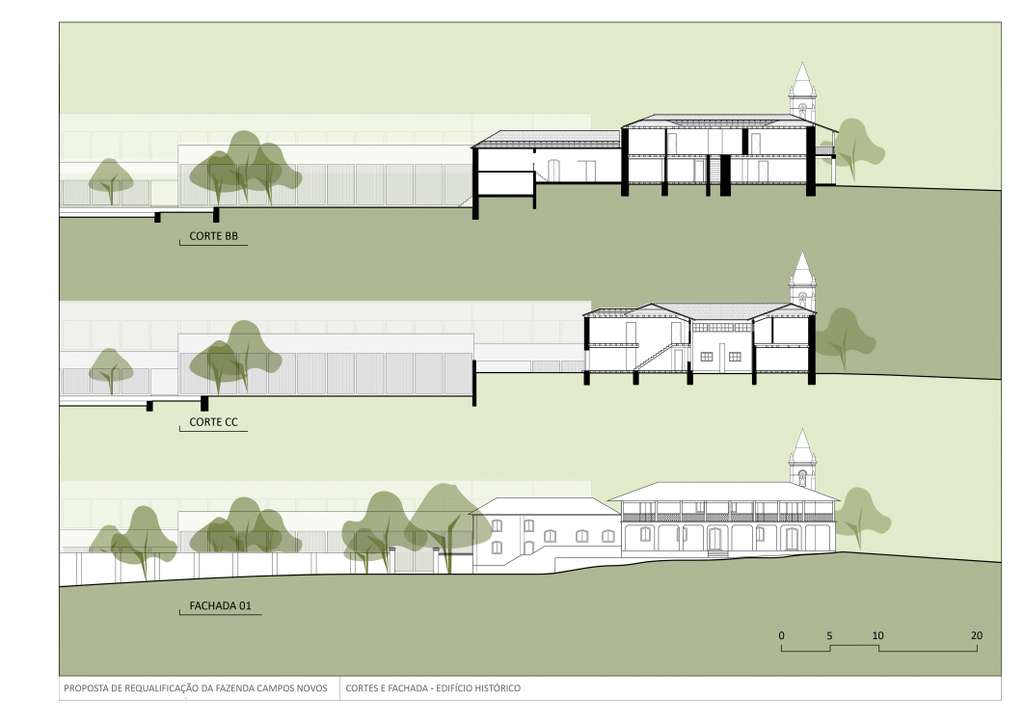 CORTE BB
CORTE CC
FACHADA 01
0 5 10 20
PROPOSTA DE REQUALIFICAÇÃO DA FAZENDA CAMPOS NOVOS
CORTES E FACHADA - EDIFÍCIO HISTÓRICO